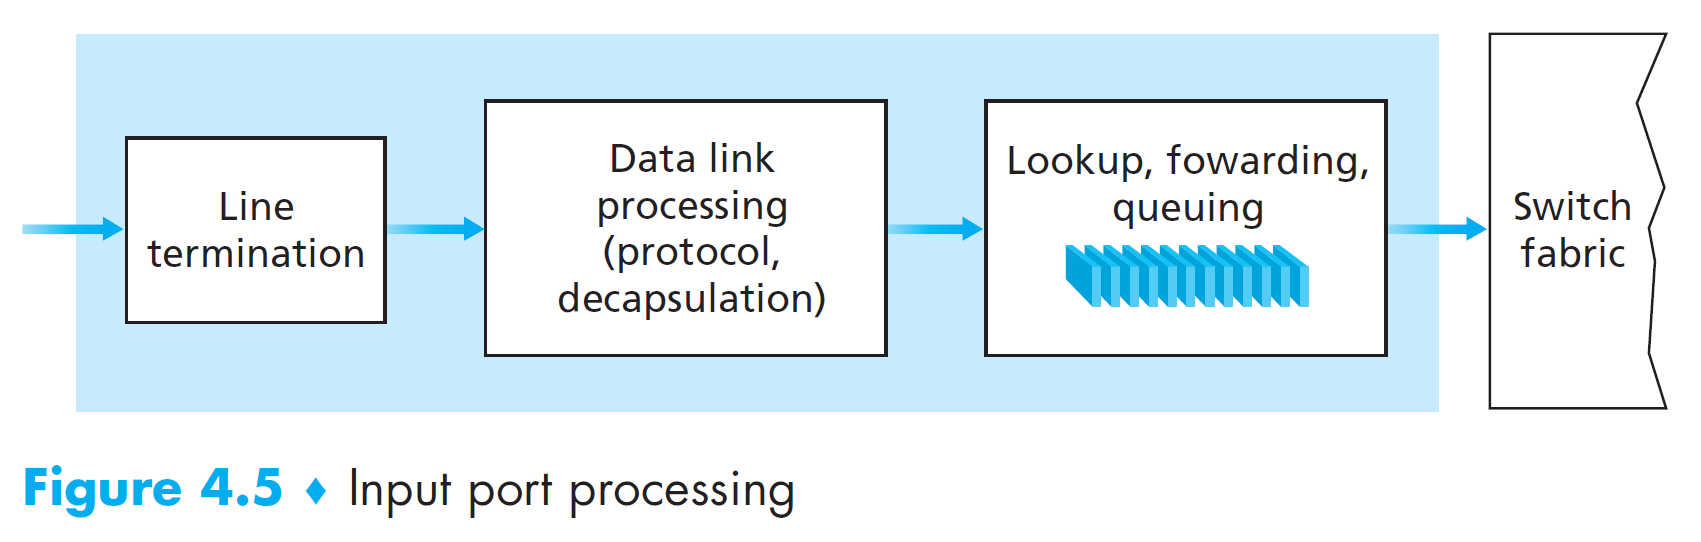 Line
termination
Data link
processing
(protocol,
decapsulation)
Lookup, fowarding,
queuing
Switch
fabric
Figure 4.5 ♦ Input port processing